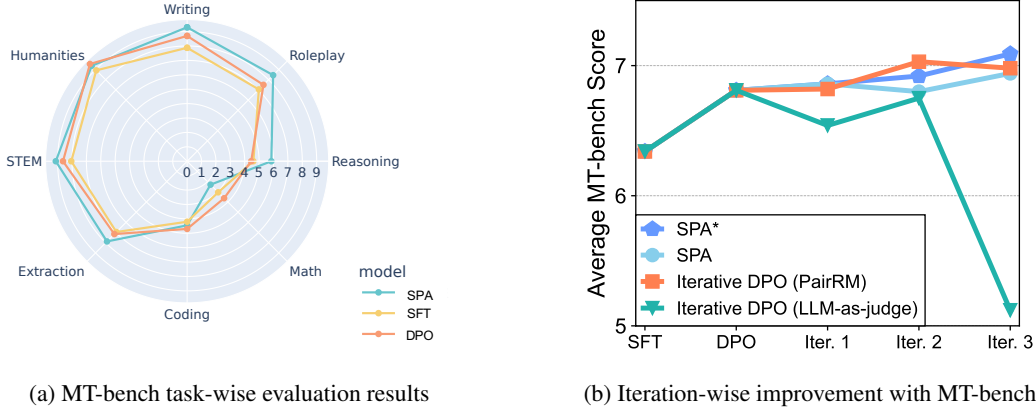 Writing
Humanities
Roleplay
STEM
0 1 2 3 4 5 6 7 8 9
Reasoning
Extraction
Math
Coding
model
SPA
SFT
DPO
(a) MT-bench task-wise evaluation results
Average MT-bench Score
7
6
5
SPA*
SPA
Iterative DPO (PairRM)
Iterative DPO (LLM-as-judge)
SFT DPO Iter. 1 Iter. 2 Iter. 3
(b) Iteration-wise improvement with MT-bench